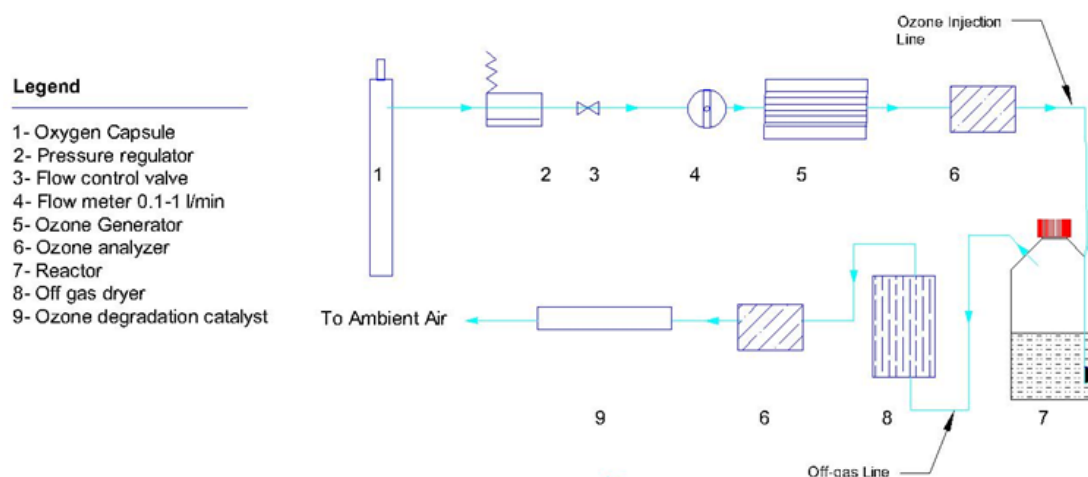 Ozone Injection
Line
Legend
1- Oxygen Capsule
2- Pressure regulator
3- Flow control valve
4- Flow meter 0.1-1 l/min
5- Ozone Generator
6- Ozone analyzer
7- Reactor
8- Off gas dryer
9- Ozone degradation catalyst
1
2
3
4
5
6
To Ambient Air
9
6
8
7
Off-gas Line